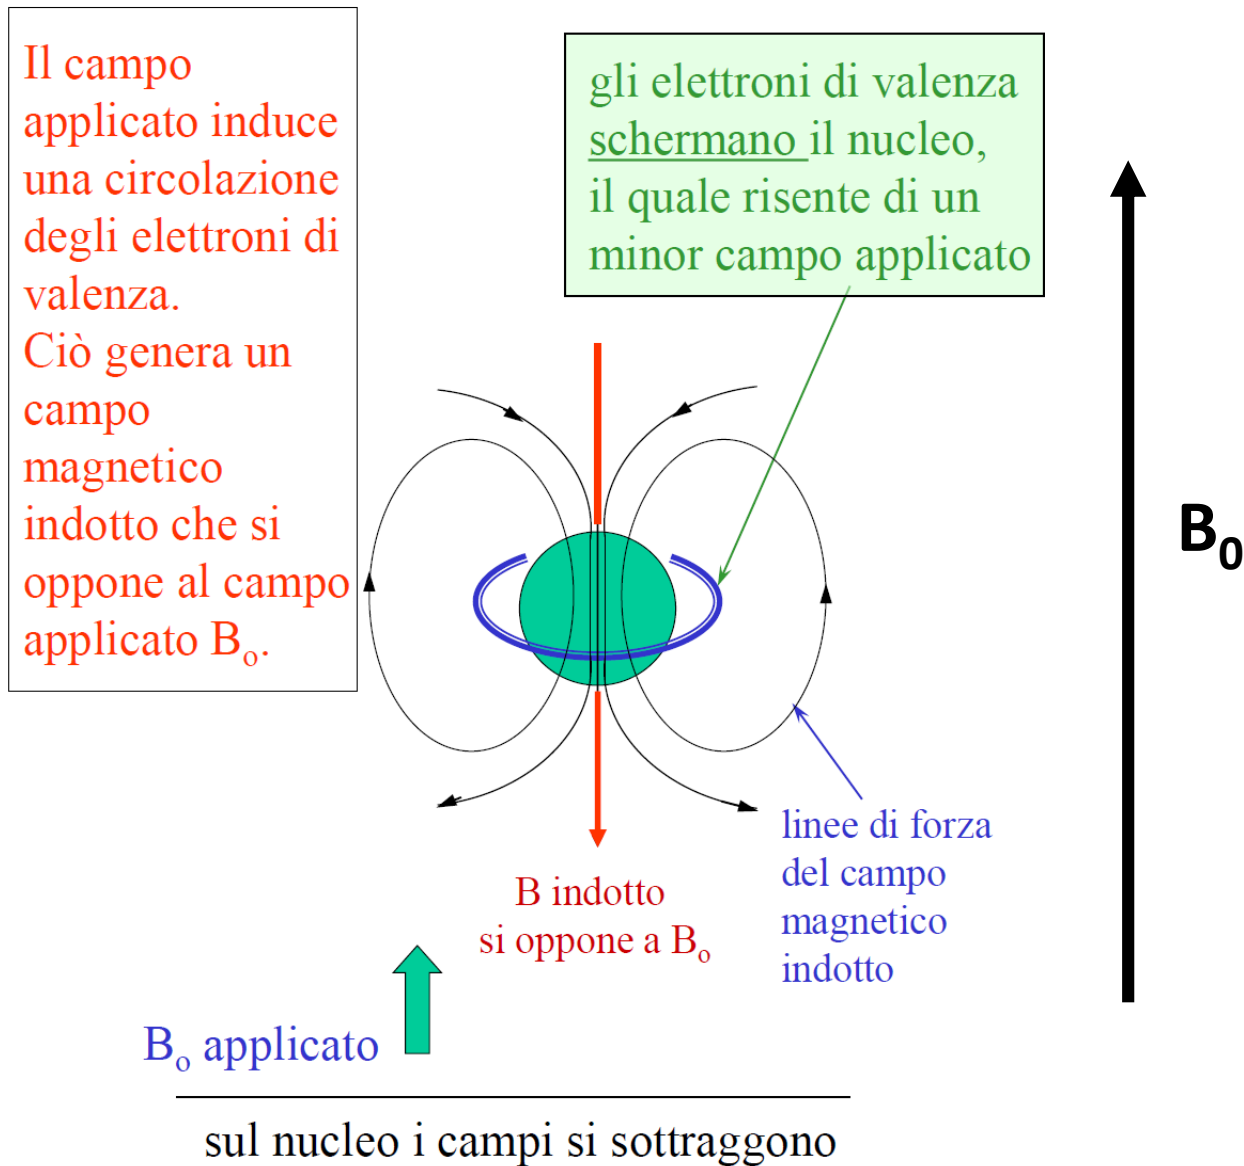 Il campo
applicato induce
una circolazione
degli elettroni di
valenza.
Ciò genera un
campo
magnetico
indotto che si
oppone al campo
applicato Bo.
gli elettroni di valenza
schermano il nucleo,
il quale risente di un
minor campo applicato
B0
linee di forza
del campo
magnetico
indotto
B indotto
si oppone a Bo
Bo applicato
sul nucleo i campi si sottraggono